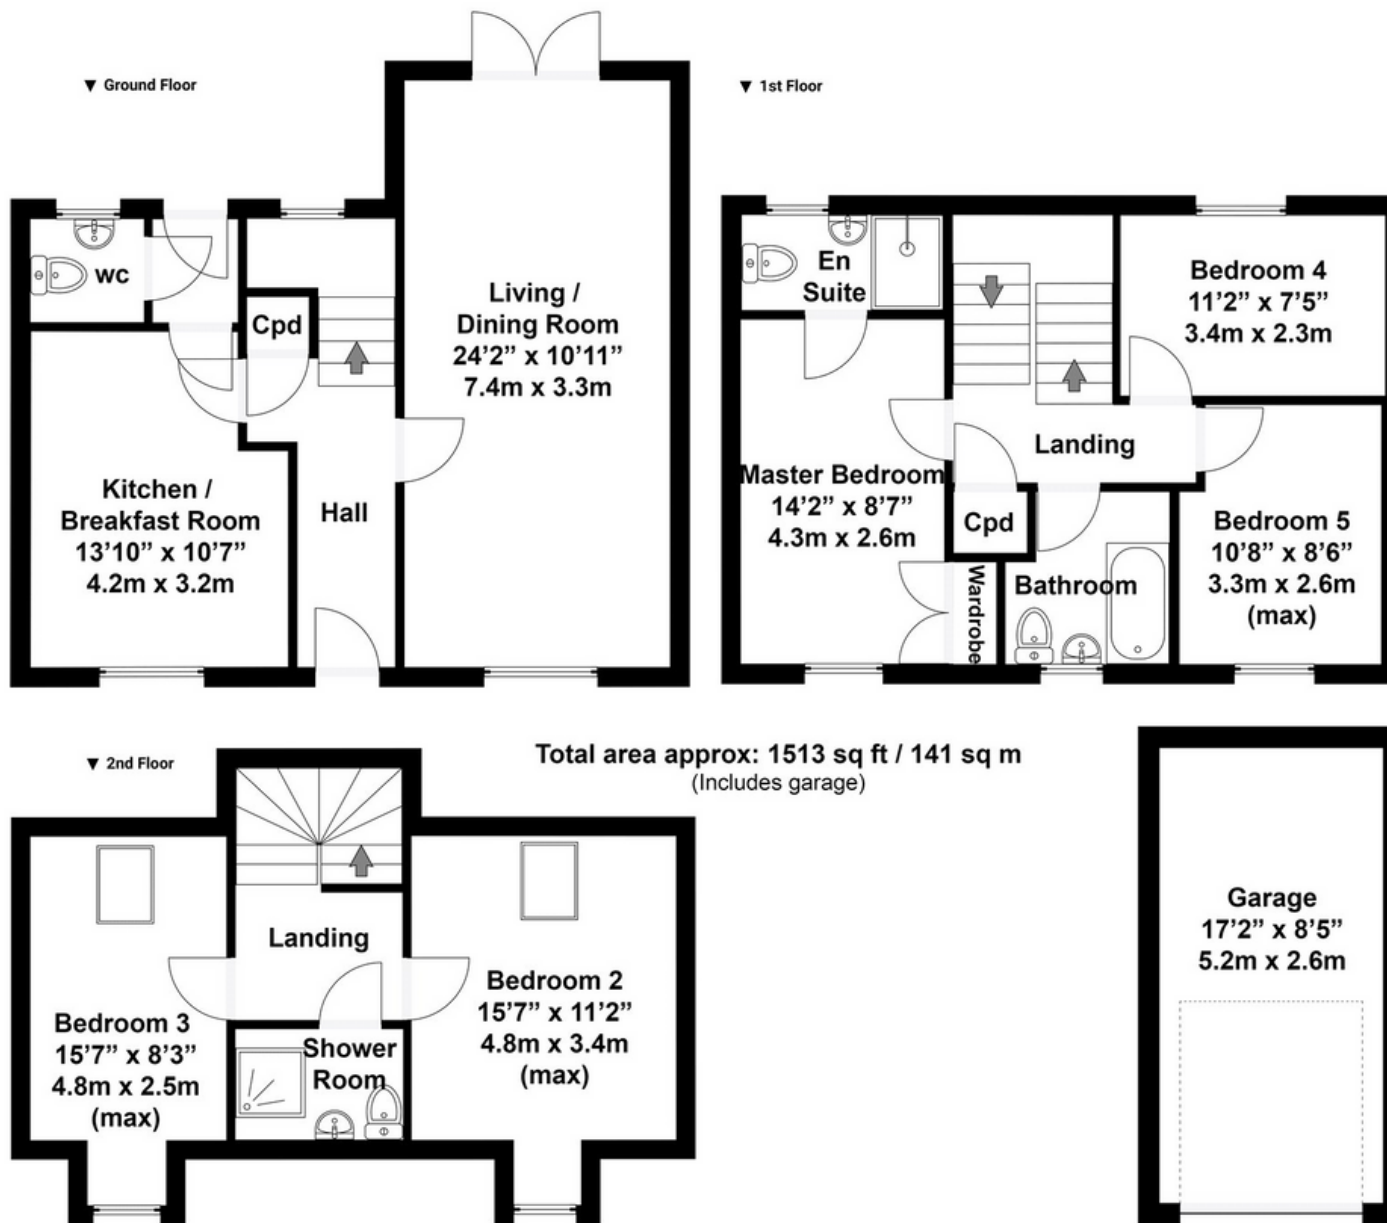 ▼ Ground Floor
wc
Cpd
Living /
Dining Room
24’2” x 10’11”
7.4m x 3.3m
Kitchen /
Breakfast Room
13’10” x 10’7”
4.2m x 3.2m
Hall
▼ 1st Floor
En
Suite
Bedroom 4
11’2” x 7’5”
3.4m x 2.3m
Landing
Master Bedroom
14’2” x 8’7”
4.3m x 2.6m
Cpd
Bedroom 5
10’8” x 8’6”
3.3m x 2.6m
(max)
Bathroom
Wardrobe
▼ 2nd Floor
Total area approx: 1513 sq ft / 141 sq m
(Includes garage)
Landing
Bedroom 3
15’7” x 8’3”
4.8m x 2.5m
(max)
Shower
Room
Bedroom 2
15’7” x 11’2”
4.8m x 3.4m
(max)
Garage
17’2” x 8’5”
5.2m x 2.6m